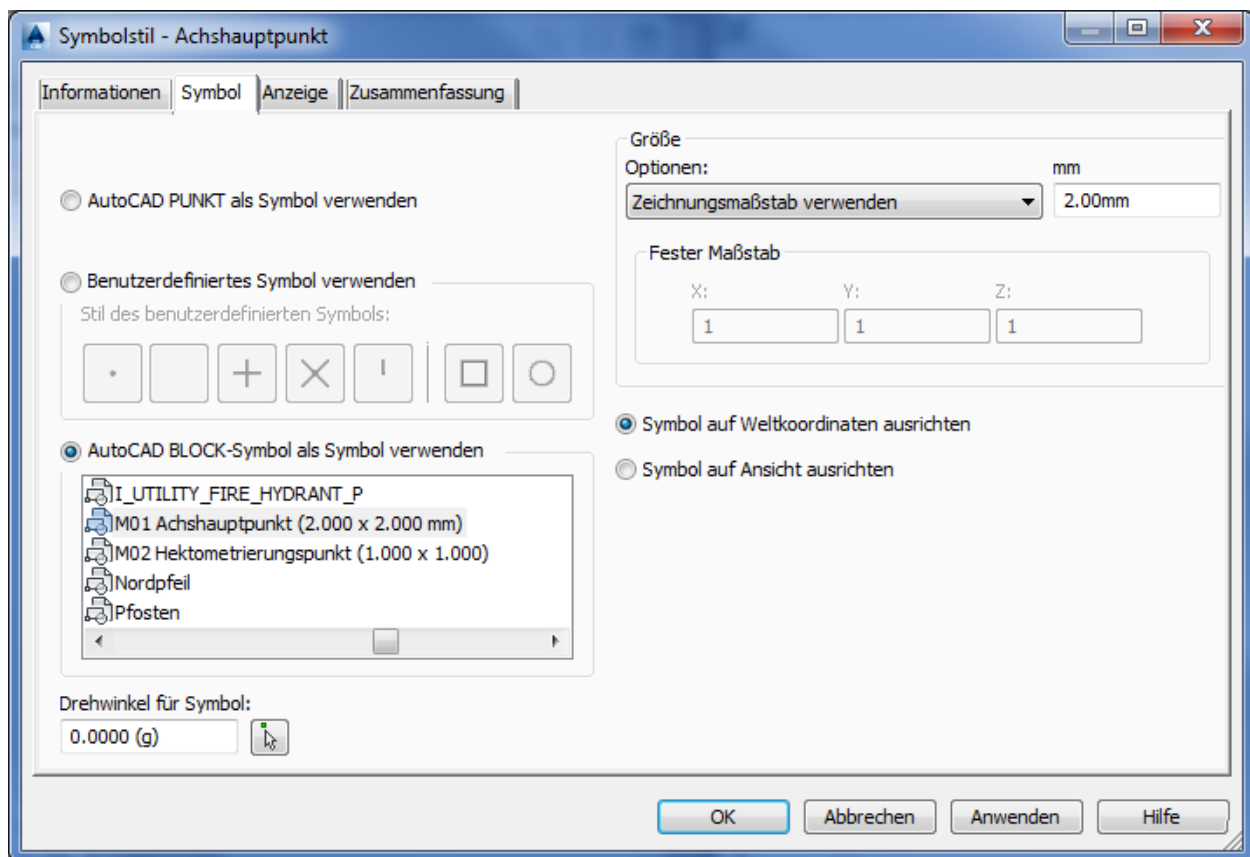 Symbolstil - Achshauptpunkt
Informationen Symbol Anzeige Zusammenfassung
AutoCAD PUNKT als Symbol verwenden
Benutzerdefiniertes Symbol verwenden
Stil des benutzerdefinierten Symbols:
AutoCAD BLOCK-Symbol als Symbol verwenden
I_UTILITY_FIRE_HYDRANT_P
M01 Achshauptpunkt (2.000 x 2.000 mm)
M02 Hektometrierungspunkt (1.000 x 1.000)
Nordpfeil
Pfosten
Drehwinkel für Symbol:
0.0000 (g)
Größe
Optionen: mm
Zeichnungsmaßstab verwenden 2.00mm
Fester Maßstab
X: Y: Z:
1 1 1
Symbol auf Weltkoordinaten ausrichten
Symbol auf Ansicht ausrichten
OK Abbrechen Anwenden Hilfe